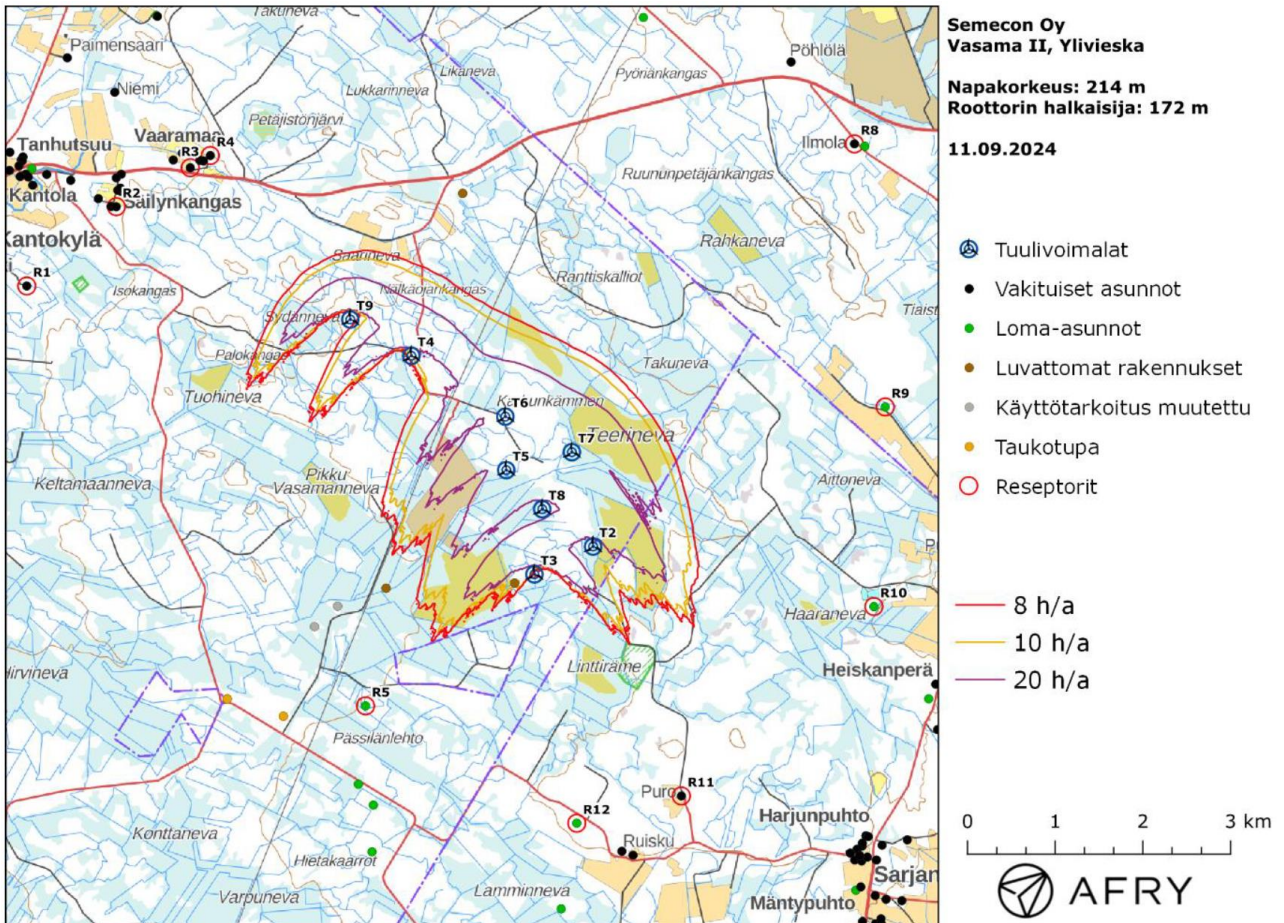 Semecon Oy
Vasama II, Ylivieska
Napakorkeus: 214 m
Roottorin halkaisija: 172 m
11.09.2024
Tuulivoimalat
Vakituiset asunnot
Loma-asunnot
Luvattomat rakennukset
Käyttötarkoitus muutettu
Taukotupa
Reseptorit
8 h/a
10 h/a
20 h/a
0 1 2 3 km
AFRY
Takuneva
Paimensaari
Likaneva
Pöhlölä
Pyöriänkangas
Niemi
Lukkarinneva
Petäjistönjärvi
Vaaramaa
R4
R3
Tanhutsuu
R8
Ilmola
Ruununpetäjänkangas
Kantola
R2
Säilynkangas
Kantokylä
Rahkaneva
Saarineva
R1
Isokangas
Nälkäojankangas
Ranttiskalliot
T9
Sydänneva
T4
Palokangas
Takuneva
Tuohineva
T6
R9
Teerineva
T7
T5
Pikku
Vasamanneva
Keltamaanneva
Aittoneva
T8
T2
T3
R10
Haaraneva
Linttiräme
Heiskanperä
R5
Pässilänlehto
Puro
R11
R12
Harjunpuhto
Konttaneva
Ruisku
Hietakaarrot
Sarjan
Varpuneva
Lamminneva
Mäntypuhto